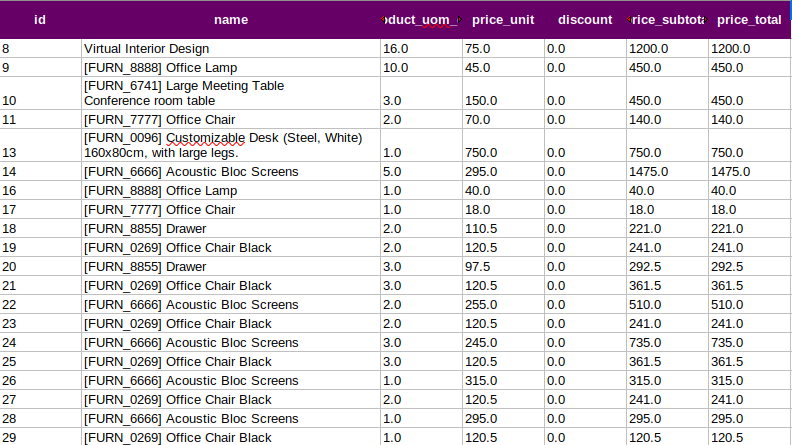 id name oduct_uom_ price_unit discount rice_subtota price_total
8 Virtual Interior Design 16.0 75.0 0.0 1200.0 1200.0
9 [FURN_8888] Office Lamp 10.0 45.0 0.0 450.0 450.0
[FURN_6741] Large Meeting Table
10 Conference room table 3.0 150.0 0.0 450.0 450.0
11 [FURN_7777] Office Chair 2.0 70.0 0.0 140.0 140.0
[FURN_0096] Customizable Desk (Steel, White)
13 160x80cm, with large legs. 1.0 750.0 0.0 750.0 750.0
14 [FURN_6666] Acoustic Bloc Screens 5.0 295.0 0.0 1475.0 1475.0
16 [FURN_8888] Office Lamp 1.0 40.0 0.0 40.0 40.0
17 [FURN_7777] Office Chair 1.0 18.0 0.0 18.0 18.0
18 [FURN_8855] Drawer 2.0 110.5 0.0 221.0 221.0
19 [FURN_0269] Office Chair Black 2.0 120.5 0.0 241.0 241.0
20 [FURN_8855] Drawer 3.0 97.5 0.0 292.5 292.5
21 [FURN_0269] Office Chair Black 3.0 120.5 0.0 361.5 361.5
22 [FURN_6666] Acoustic Bloc Screens 2.0 255.0 0.0 510.0 510.0
23 [FURN_0269] Office Chair Black 2.0 120.5 0.0 241.0 241.0
24 [FURN_6666] Acoustic Bloc Screens 3.0 245.0 0.0 735.0 735.0
25 [FURN_0269] Office Chair Black 3.0 120.5 0.0 361.5 361.5
26 [FURN_6666] Acoustic Bloc Screens 1.0 315.0 0.0 315.0 315.0
27 [FURN_0269] Office Chair Black 2.0 120.5 0.0 241.0 241.0
28 [FURN_6666] Acoustic Bloc Screens 1.0 295.0 0.0 295.0 295.0
29 [FURN_0269] Office Chair Black 1.0 120.5 0.0 120.5 120.5